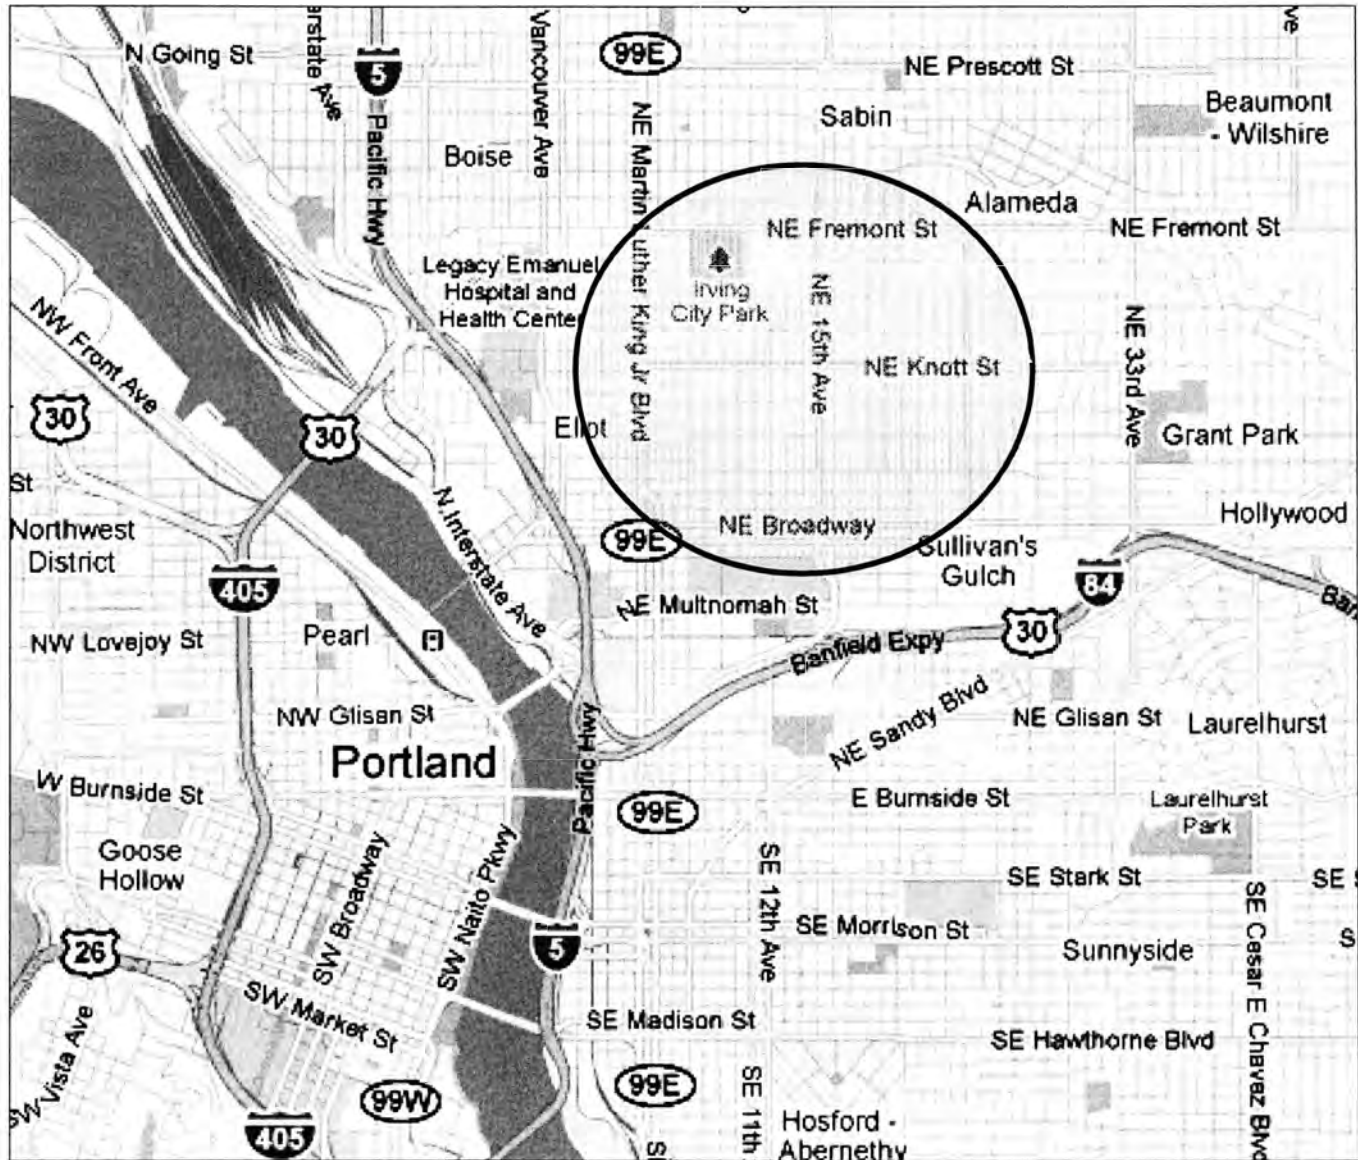 N Going St
erstate Ave
5
Pacific Hwy
Vancouver Ave
99E
NE Prescott St
ve
Sabin
Beaumont
- Wilshire
Boise
NE Martin Luther King Jr Blvd
Alameda
NE Fremont St
NE Fremont St
Legacy Emanuel
Hospital and
Health Center
Irving
City Park
NE 15th Ave
NE Knott St
NE 33rd Ave
NW Front Ave
30
30
Eliot
Grant Park
St
Northwest
District
N Interstate Ave
99E
NE Broadway
Hollywood
Sullivan's
Gulch
405
84
Ban
NE Multnomah St
NW Lovejoy St
Pearl
Banfield Expy
30
NW Glisan St
Pacific Hwy
NE Sandy Blvd
NE Glisan St
Laurelhurst
Portland
W Burnside St
99E
E Burnside St
Laurelhurst
Park
Goose
Hollow
SW Broadway
SW Naito Pkwy
SE 12th Ave
SE Stark St
SE S
26
5
SE Morrison St
Sunnyside
S
SE Cesar E Chavez Blvd
SW Market St
SE Madison St
SE Hawthorne Blvd
SW Vista Ave
99W
99E
SE 11th
405
Hosford -
Abernethy